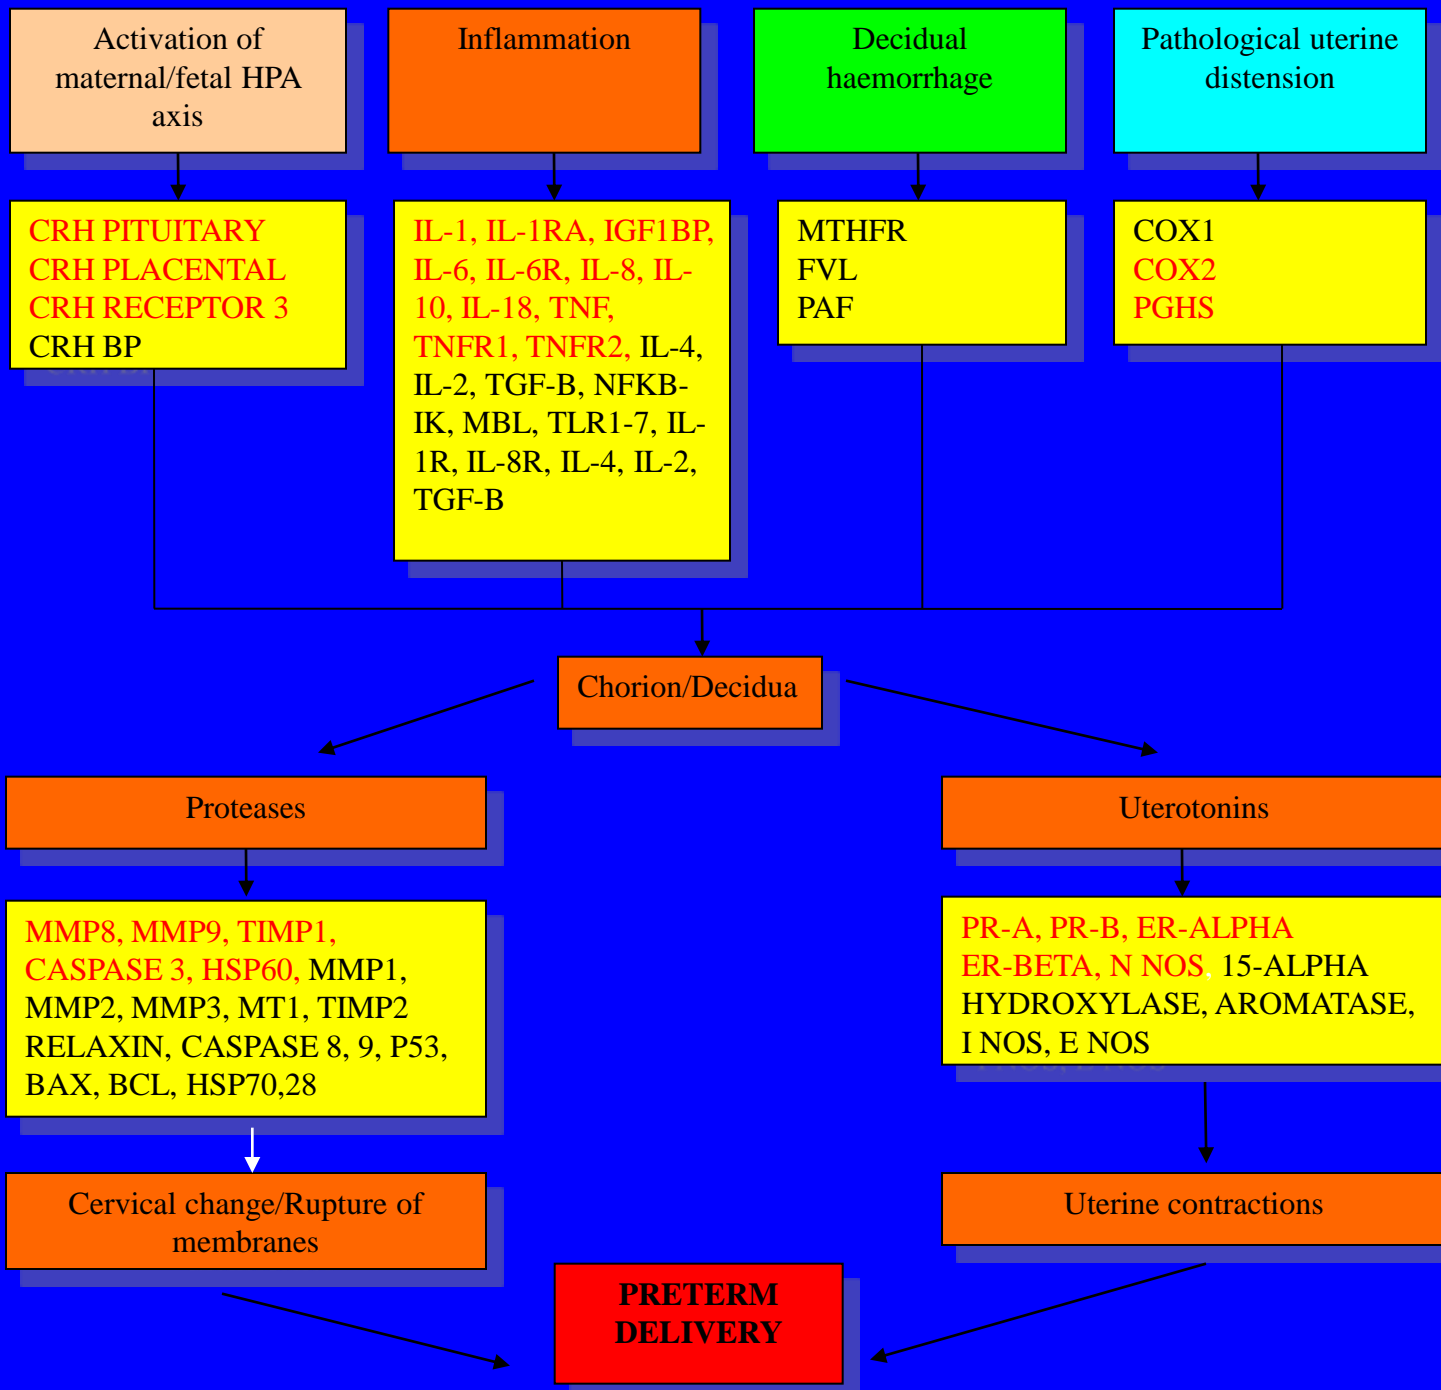 Activation of
maternal/fetal HPA
axis
Inflammation
Decidual
haemorrhage
Pathological uterine
distension
CRH PITUITARY
CRH PLACENTAL
CRH RECEPTOR 3
CRH BP
IL-1, IL-1RA, IGF1BP,
IL-6, IL-6R, IL-8, IL-
10, IL-18, TNF,
TNFR1, TNFR2, IL-4,
IL-2, TGF-B, NFKB-
IK, MBL, TLR1-7, IL-
1R, IL-8R, IL-4, IL-2,
TGF-B
MTHFR
FVL
PAF
COX1
COX2
PGHS
Chorion/Decidua
Proteases
Uterotonins
MMP8, MMP9, TIMP1,
CASPASE 3, HSP60, MMP1,
MMP2, MMP3, MT1, TIMP2
RELAXIN, CASPASE 8, 9, P53,
BAX, BCL, HSP70,28
PR-A, PR-B, ER-ALPHA
ER-BETA, N NOS, 15-ALPHA
HYDROXYLASE, AROMATASE,
I NOS, E NOS
Cervical change/Rupture of
membranes
Uterine contractions
PRETERM
DELIVERY